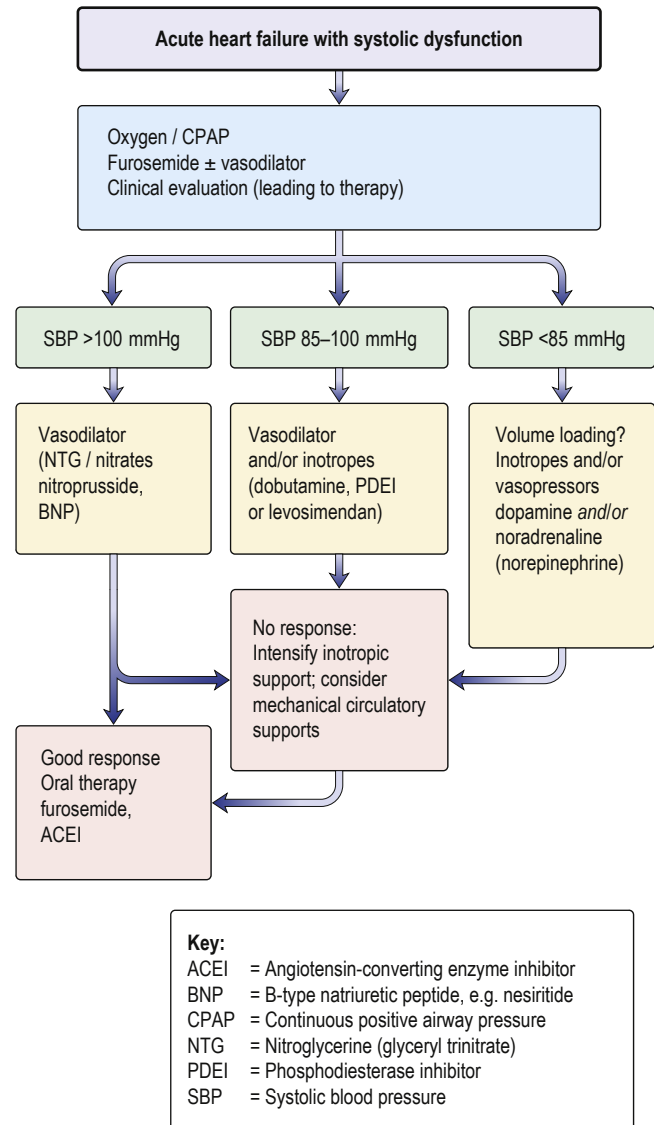 Acute heart failure with systolic dysfunction
Oxygen / CPAP
Furosemide ± vasodilator
Clinical evaluation (leading to therapy)
SBP >100 mmHg
SBP 85–100 mmHg
SBP <85 mmHg
Vasodilator
(NTG / nitrates
nitroprusside,
BNP)
Vasodilator
and/or inotropes
(dobutamine, PDEI
or levosimendan)
Volume loading?
Inotropes and/or
vasopressors
dopamine and/or
noradrenaline
(norepinephrine)
No response:
Intensify inotropic
support; consider
mechanical circulatory
supports
Good response
Oral therapy
furosemide,
ACEI
Key:
ACEI = Angiotensin-converting enzyme inhibitor
BNP = B-type natriuretic peptide, e.g. nesiritide
CPAP = Continuous positive airway pressure
NTG = Nitroglycerine (glyceryl trinitrate)
PDEI = Phosphodiesterase inhibitor
SBP = Systolic blood pressure